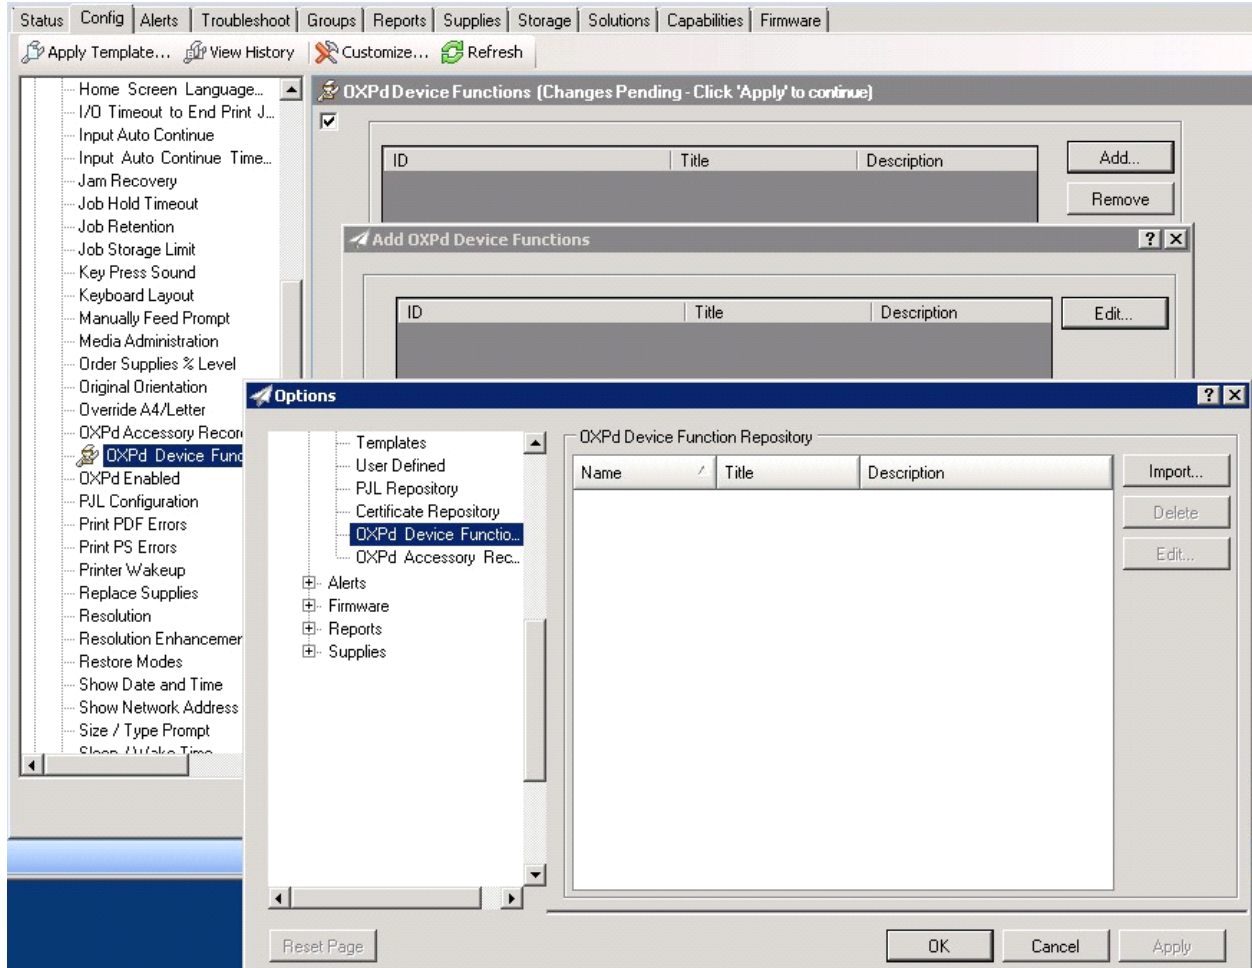 Status Config Alerts Troubleshoot Groups Reports Supplies Storage Solutions Capabilities Firmware
Apply Template... View History Customize... Refresh
Home Screen Language...
I/O Timeout to End Print J...
Input Auto Continue
Input Auto Continue Time...
Jam Recovery
Job Hold Timeout
Job Retention
Job Storage Limit
Key Press Sound
Keyboard Layout
Manually Feed Prompt
Media Administration
Order Supplies % Level
Original Orientation
Override A4/Letter
OXPd Accessory Recor
OXPd Device Func
OXPd Enabled
PJL Configuration
Print PDF Errors
Print PS Errors
Printer Wakeup
Replace Supplies
Resolution
Resolution Enhancemer
Restore Modes
Show Date and Time
Show Network Address
Size / Type Prompt
Sleep / Wake Time
OXPd Device Functions (Changes Pending - Click 'Apply' to continue)
ID Title Description
Add...
Remove
Add OXPd Device Functions
ID Title Description
Edit...
Options
Templates
User Defined
PJL Repository
Certificate Repository
OXPd Device Functio...
OXPd Accessory Rec...
Alerts
Firmware
Reports
Supplies
OXPd Device Function Repository
Name Title Description
Import...
Delete
Edit...
Reset Page
OK Cancel Apply